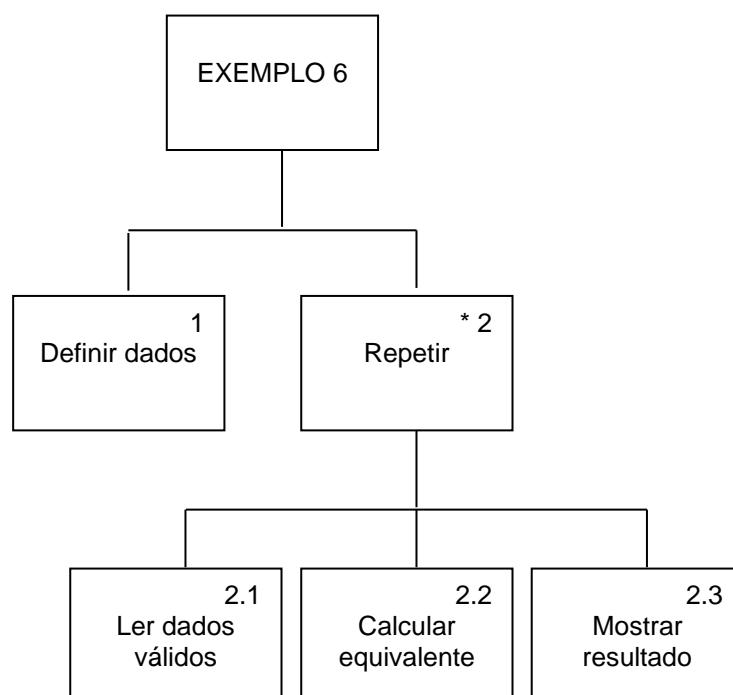 EXEMPLO 6
1
Definir dados
* 2
Repetir
2.1
Ler dados
válidos
2.2
Calcular
equivalente
2.3
Mostrar
resultado